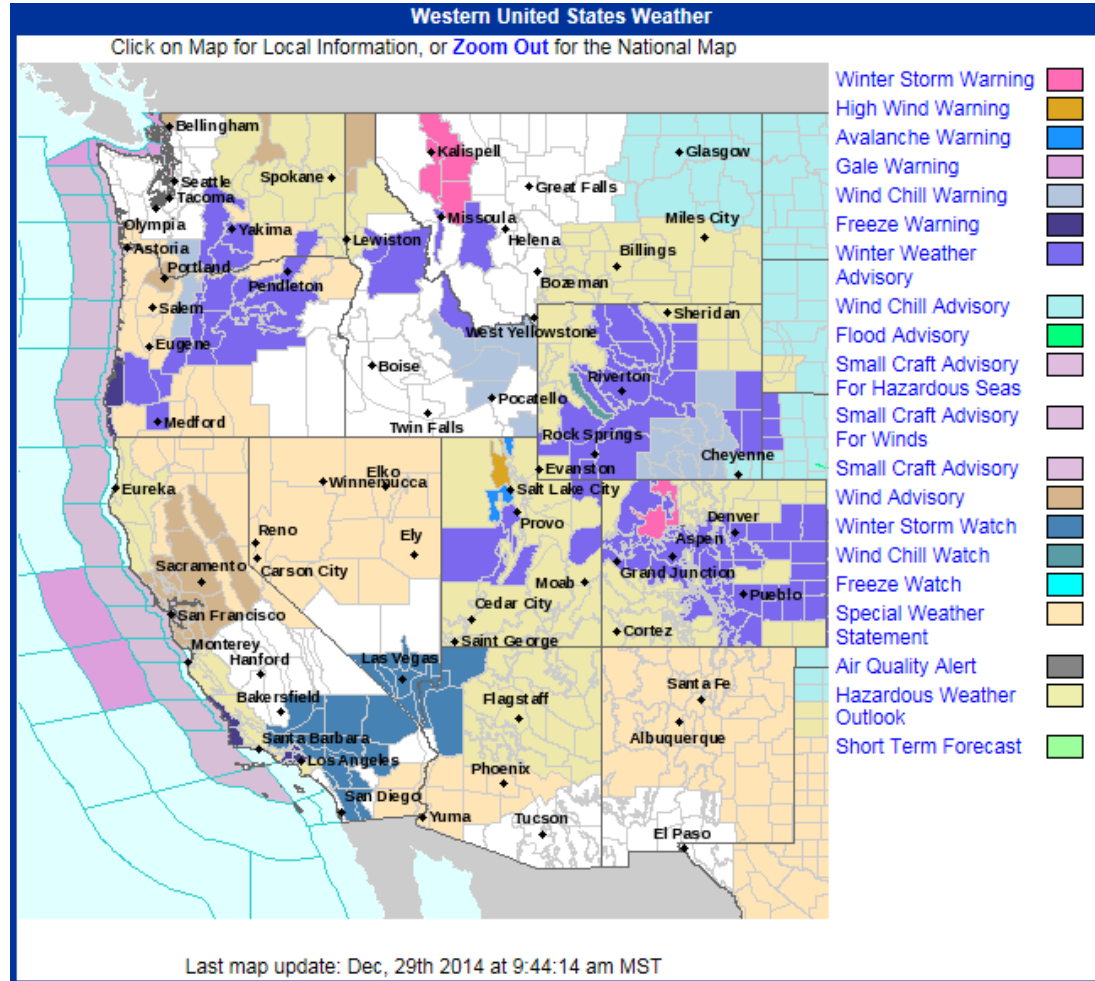 Western United States Weather
Click on Map for Local Information, or Zoom Out for the National Map
Bellingham
Kalispell
Glasgow
Seattle
Spokane
Tacoma
Great Falls
Olympia
Missoula
Miles City
Yakima
Lewiston
Helena
Astoria
Billings
Portland
Pendleton
Bozeman
Salem
Sheridan
West Yellowstone
Eugene
Boise
Riverton
Pocatello
Medford
Twin Falls
Rock Springs
Cheyenne
Elko
Evanston
Winnemucca
Eureka
Salt Lake City
Provo
Denver
Reno
Ely
Aspen
Sacramento
Carson City
Grand Junction
Moab
Pueblo
San Francisco
Cedar City
Cortez
Monterey
Saint George
Hanford
Las Vegas
Santa Fe
Bakersfield
Flagstaff
Albuquerque
Santa Barbara
Los Angeles
Phoenix
San Diego
Yuma
Tucson
El Paso
Winter Storm Warning
High Wind Warning
Avalanche Warning
Gale Warning
Wind Chill Warning
Freeze Warning
Winter Weather
Advisory
Wind Chill Advisory
Flood Advisory
Small Craft Advisory
For Hazardous Seas
Small Craft Advisory
For Winds
Small Craft Advisory
Wind Advisory
Winter Storm Watch
Wind Chill Watch
Freeze Watch
Special Weather
Statement
Air Quality Alert
Hazardous Weather
Outlook
Short Term Forecast
Last map update: Dec, 29th 2014 at 9:44:14 am MST